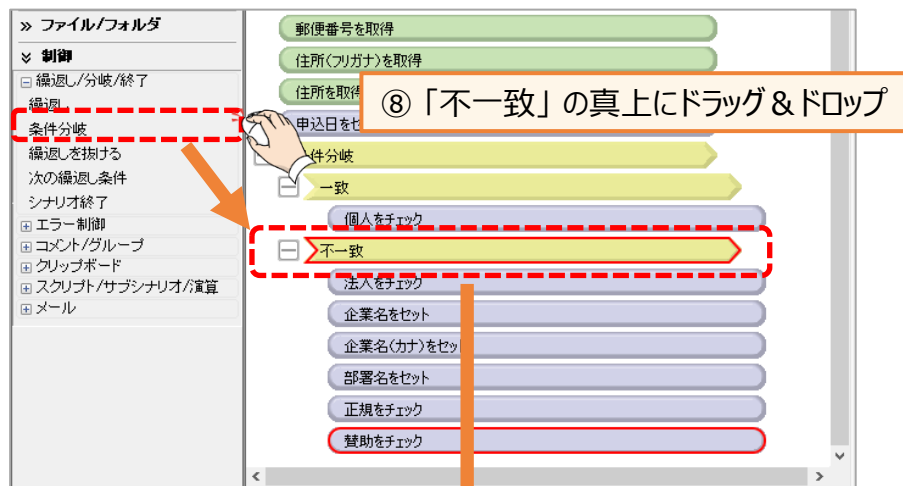 » ファイル/フォルダ
制御
繰返し/分岐/終了
繰返し
条件分岐
繰返しを抜ける
次の繰返し条件
シナリオ終了
エラー制御
コメント/グループ
クリップボード
スクリプト/サブシナリオ/演算
メール
郵便番号を取得
住所(フリガナ)を取得
住所を取得
⑧「不一致」の真上にドラッグ&ドロップ
申込日をセ
件分岐
一致
個人をチェック
不一致
法人をチェック
企業名をセット
企業名(カナ)をセッ
部署名をセット
正規をチェック
賛助をチェック